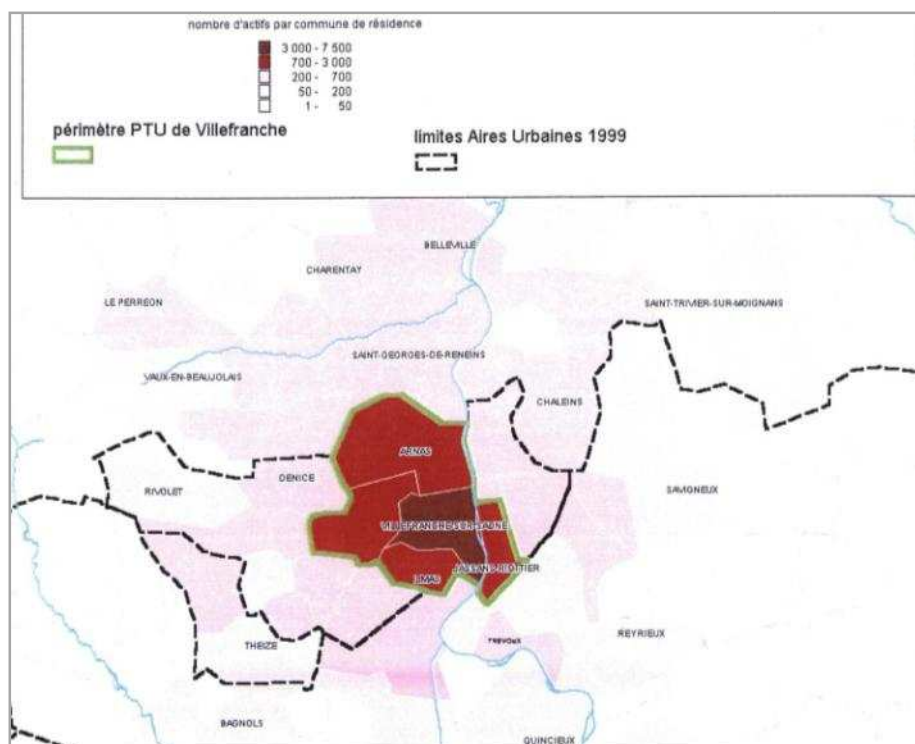 nombre d'actifs par commune de résidence
3 000 - 7 500
700 - 3 000
200 - 700
50 - 200
1 - 50
périmètre PTU de Villefranche
limites Aires Urbaines 1999
BELLEVILLE
CHARENTAY
LE PERREON
SAINT-TRIVIER-SUR-MOIGNANS
SAINT-GEORGES-DE-RENEINS
VAUX-EN-BEAUJOLAIS
CHALEINS
ARNAS
DENICE
RIVOLET
SAVIGNEUX
VILLEFRANCHE-SUR-SAONE
JASSANS-RIOTTIER
LIMAS
REYRIEUX
TREVOUX
THEIZE
BAGNOLS
QUINCIEUX